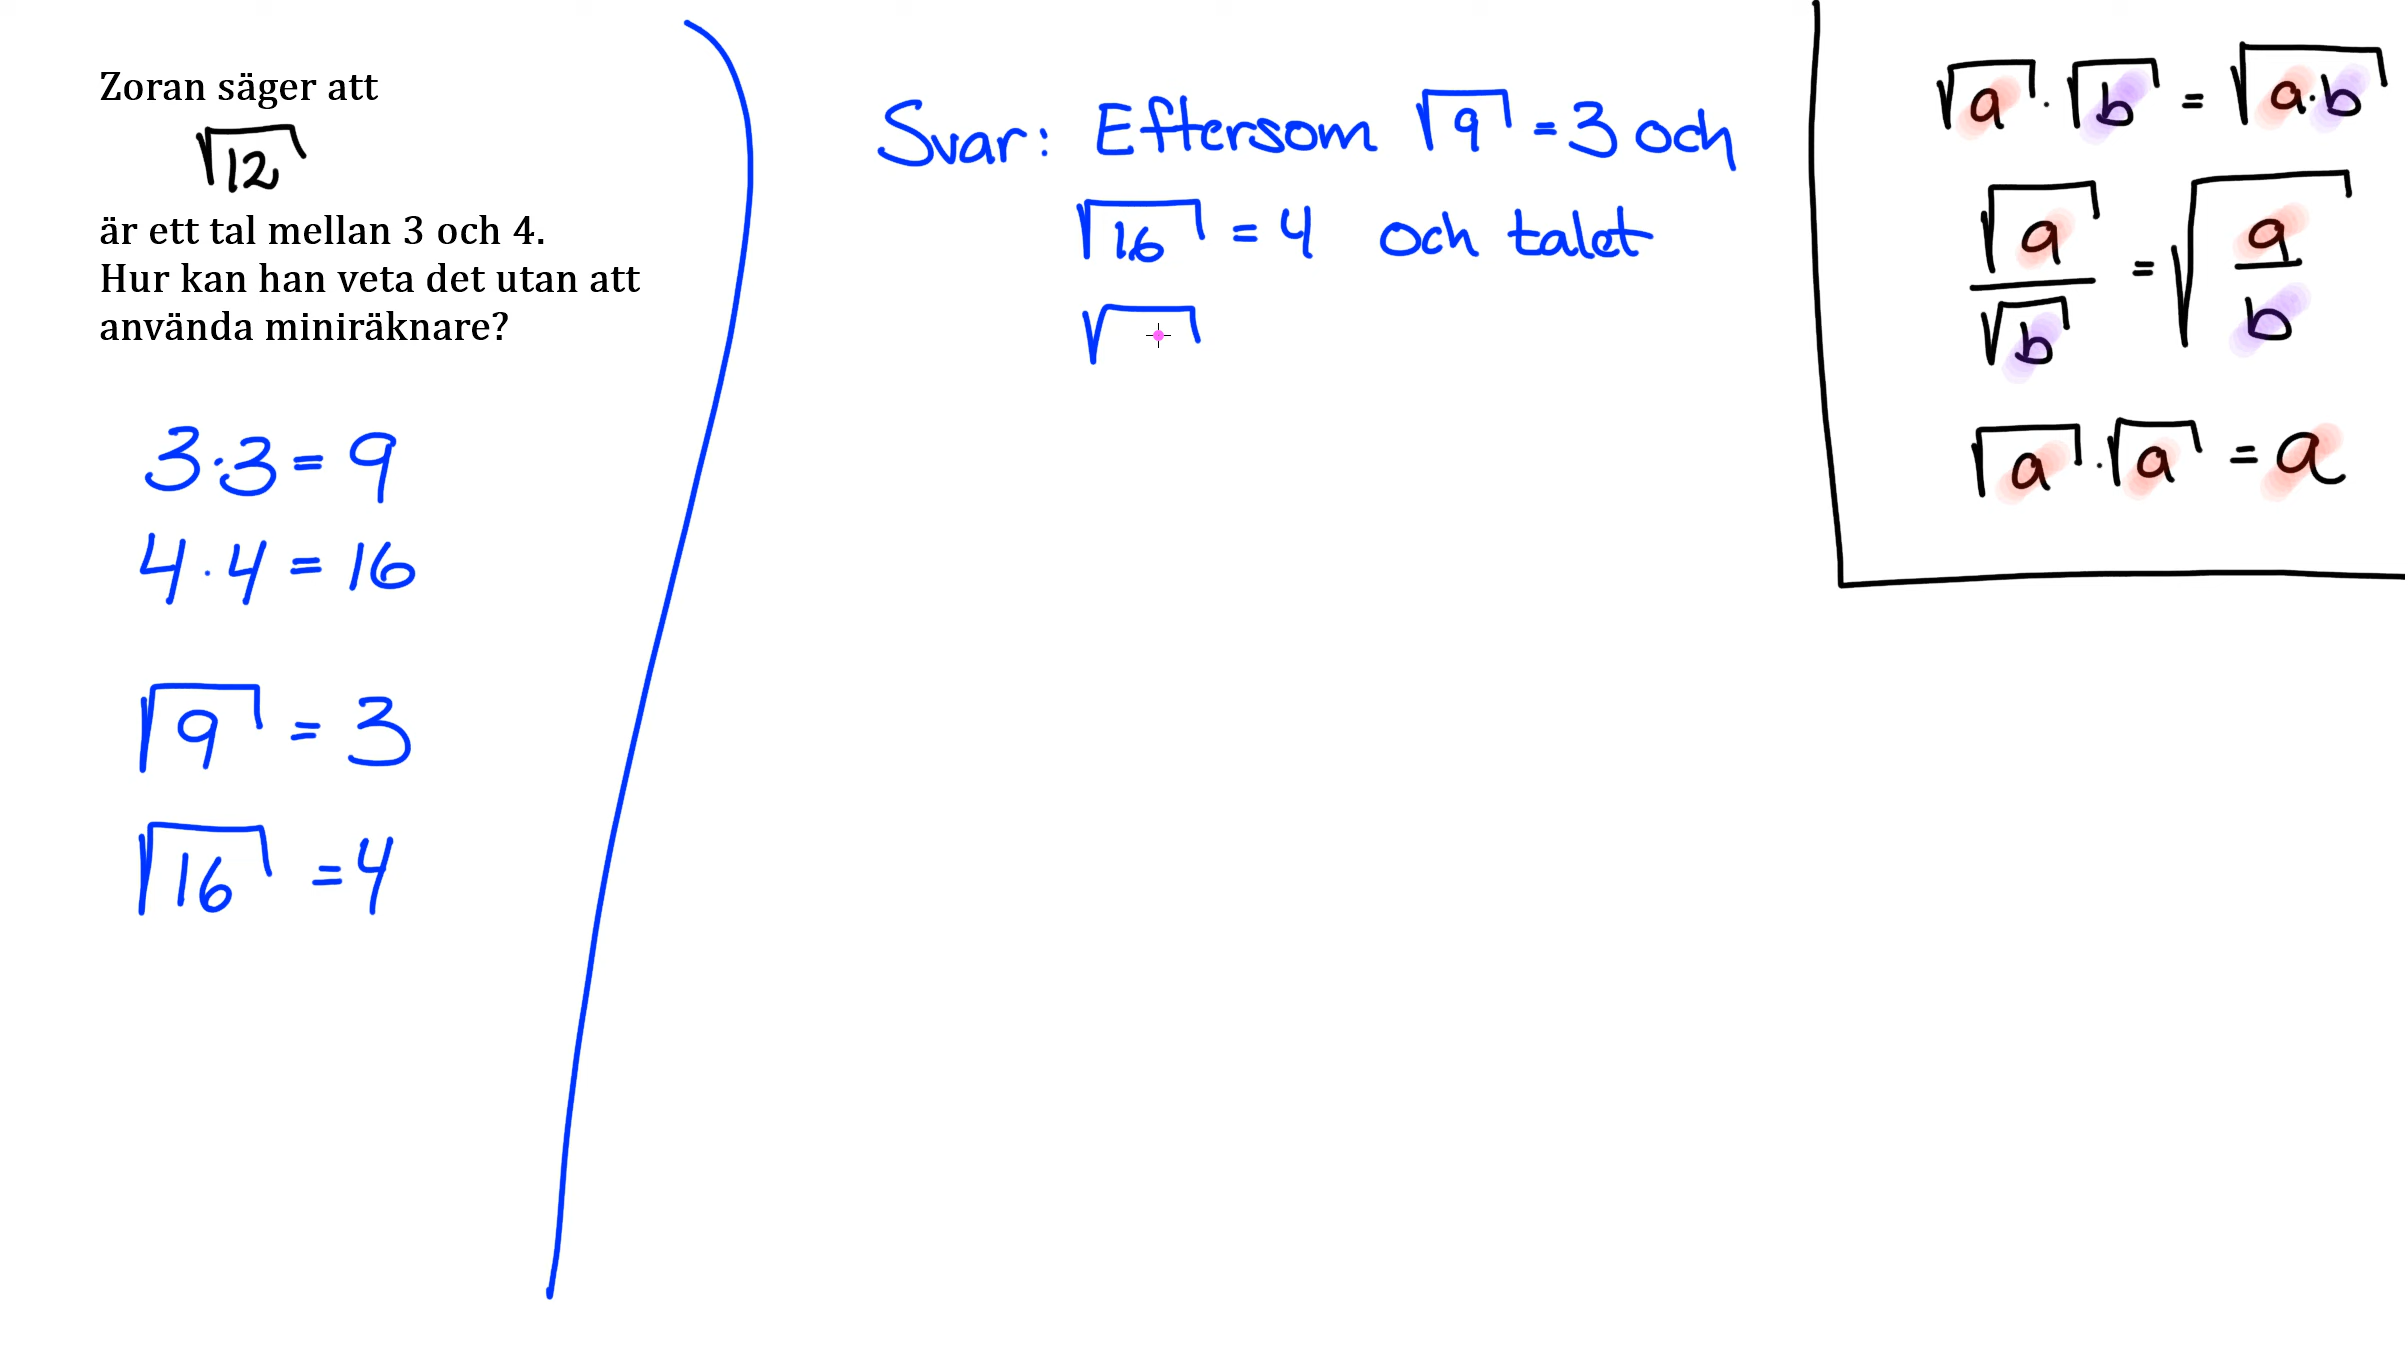 Zoran säger att
√12
är ett tal mellan 3 och 4.
Hur kan han veta det utan att
använda miniräknare?
3·3=9
4·4=16
√9 = 3
√16 =4
Svar: Eftersom √9 =3 och
√16 = 4 och talet
√
√a·√b = √a·b
√a/√b = √a/b
√a·√a = a